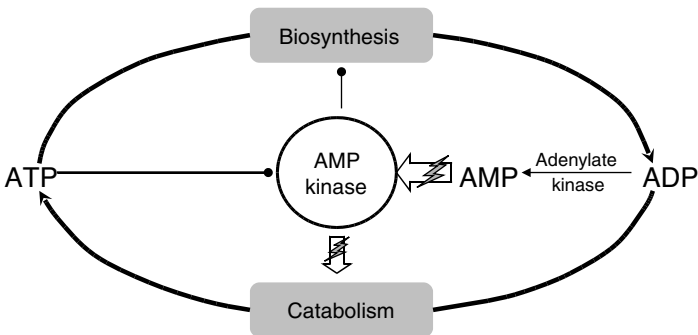 Biosynthesis
AMP
kinase
ATP
AMP
Adenylate
kinase
ADP
Catabolism